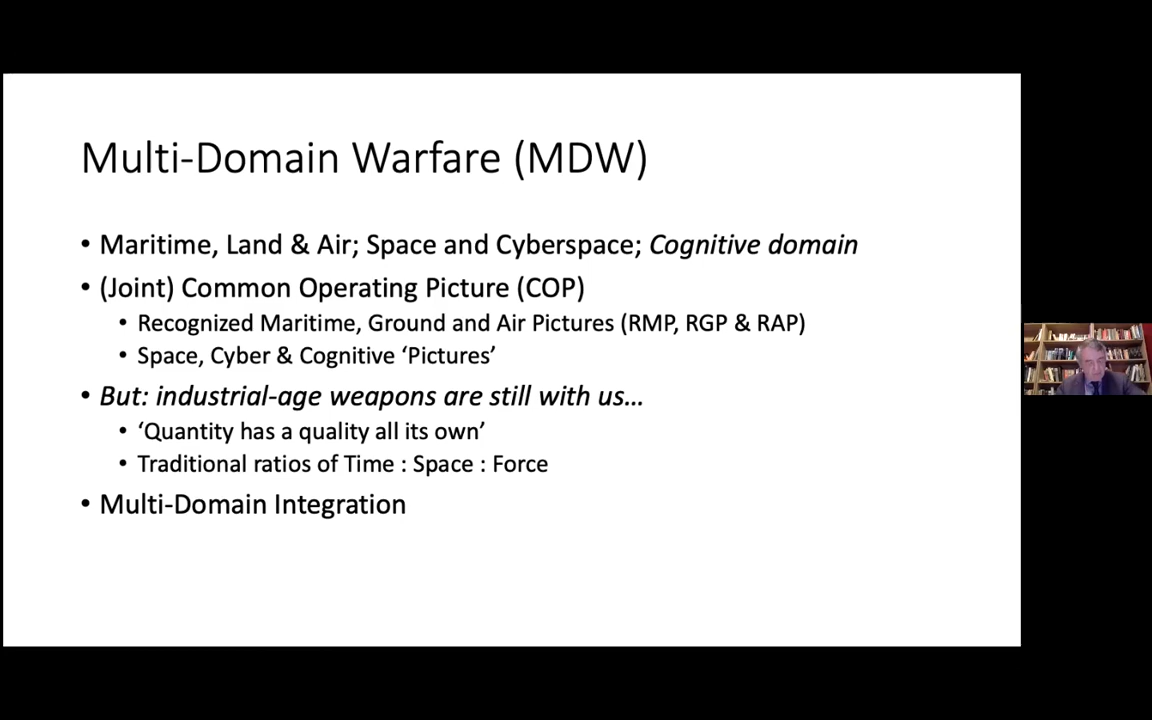 Multi-Domain Warfare (MDW)
• Maritime, Land & Air; Space and Cyberspace; Cognitive domain
• (Joint) Common Operating Picture (COP)
• Recognized Maritime, Ground and Air Pictures (RMP, RGP & RAP)
• Space, Cyber & Cognitive ‘Pictures’
• But: industrial-age weapons are still with us…
• ‘Quantity has a quality all its own’
• Traditional ratios of Time : Space : Force
• Multi-Domain Integration